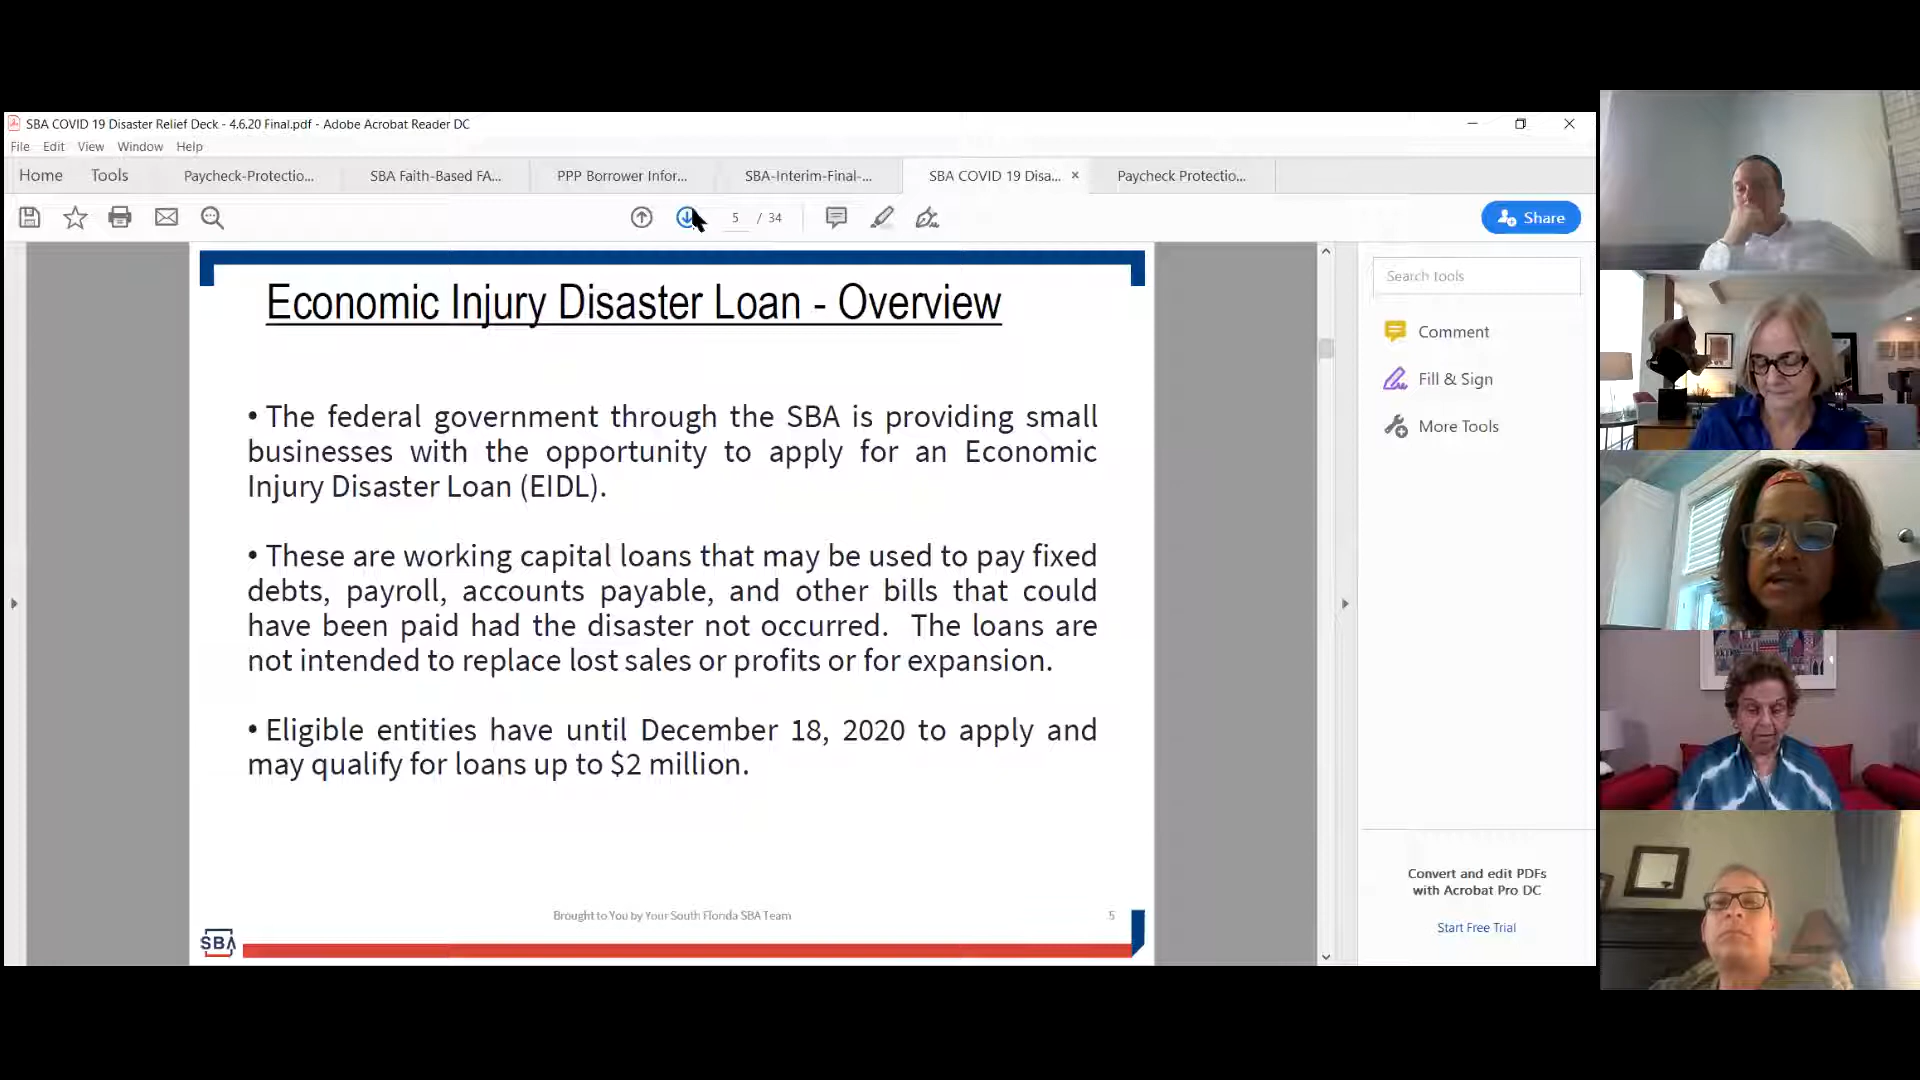 SBA COVID 19 Disaster Relief Deck - 4.6.20 Final.pdf - Adobe Acrobat Reader DC
File Edit View Window Help
Home Tools Paycheck-Protectio... SBA Faith-Based FA... PPP Borrower Infor... SBA-Interim-Final-... SBA COVID 19 Disa... × Paycheck Protectio...
5 / 34
Share
Economic Injury Disaster Loan - Overview
• The federal government through the SBA is providing small
businesses with the opportunity to apply for an Economic
Injury Disaster Loan (EIDL).
• These are working capital loans that may be used to pay fixed
debts, payroll, accounts payable, and other bills that could
have been paid had the disaster not occurred. The loans are
not intended to replace lost sales or profits or for expansion.
• Eligible entities have until December 18, 2020 to apply and
may qualify for loans up to $2 million.
Brought to You by Your South Florida SBA Team
5
SBA
Search tools
Comment
Fill & Sign
More Tools
Convert and edit PDFs
with Acrobat Pro DC
Start Free Trial